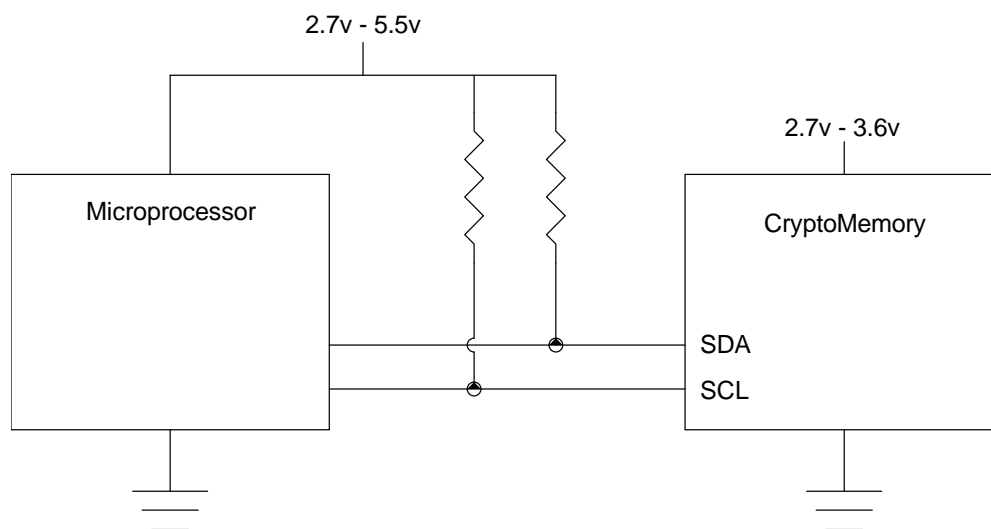 2.7v - 5.5v
2.7v - 3.6v
Microprocessor
CryptoMemory
SDA
SCL